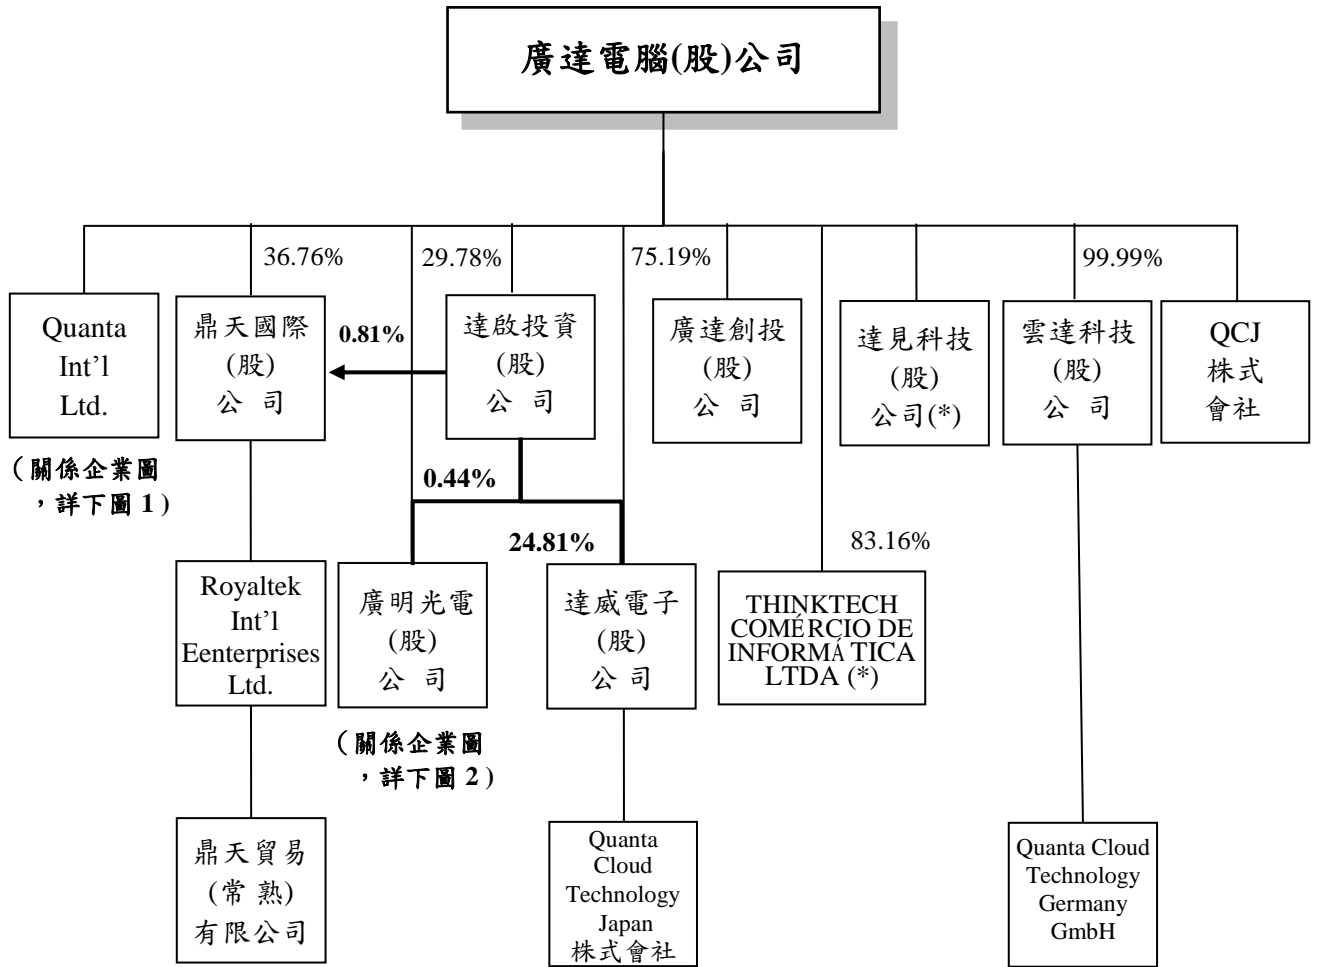 廣達電腦(股)公司
36.76%
29.78%
75.19%
99.99%
Quanta
Int’l
Ltd.
鼎天國際
(股)
公 司
0.81%
達啟投資
(股)
公 司
廣達創投
(股)
公 司
達見科技
(股)
公司(*)
雲達科技
(股)
公 司
QCJ
株式
會社
(關係企業圖
，詳下圖 1)
0.44%
24.81%
83.16%
Royaltek
Int’l
Eenterprises
Ltd.
廣明光電
(股)
公 司
達威電子
(股)
公 司
THINKTECH
COMÉRCIO DE
INFORMÁ TICA
LTDA (*)
(關係企業圖
，詳下圖 2)
鼎天貿易
(常熟)
有限公司
Quanta
Cloud
Technology
Japan
株式會社
Quanta Cloud
Technology
Germany
GmbH